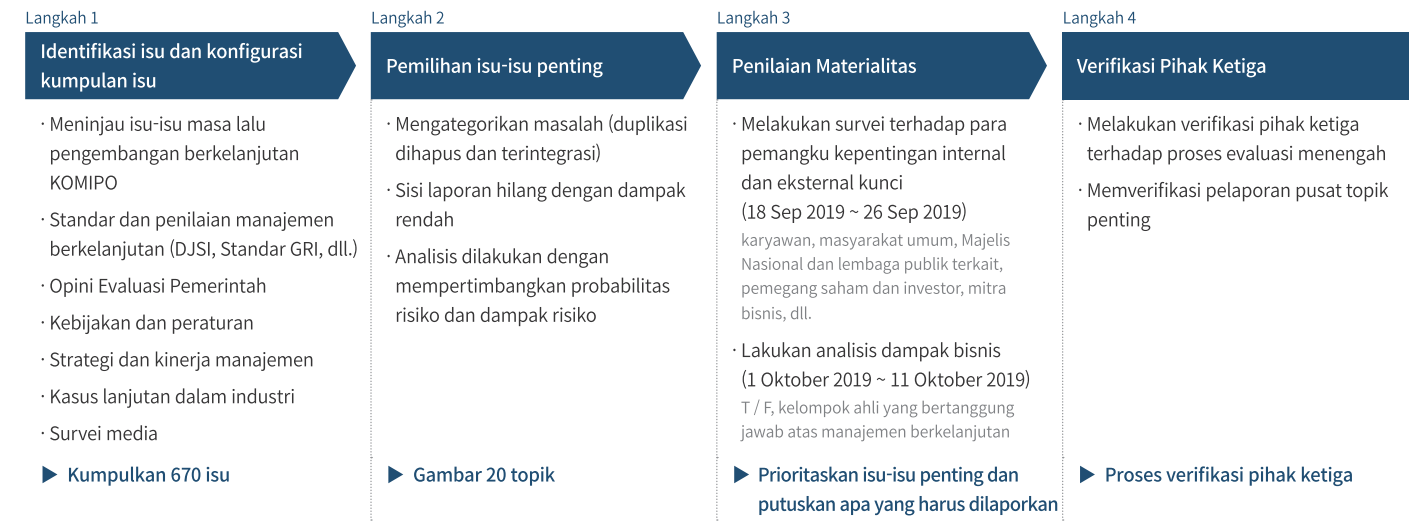 Langkah 1
Identifikasi isu dan konfigurasi
kumpulan isu
· Meninjau isu-isu masa lalu
pengembangan berkelanjutan
KOMIPO
· Standar dan penilaian manajemen
berkelanjutan (DJSI, Standar GRI, dll.)
· Opini Evaluasi Pemerintah
· Kebijakan dan peraturan
· Strategi dan kinerja manajemen
· Kasus lanjutan dalam industri
· Survei media
▶ Kumpulkan 670 isu
Langkah 2
Pemilihan isu-isu penting
· Mengategorikan masalah (duplikasi
dihapus dan terintegrasi)
· Sisi laporan hilang dengan dampak
rendah
· Analisis dilakukan dengan
mempertimbangkan probabilitas
risiko dan dampak risiko
▶ Gambar 20 topik
Langkah 3
Penilaian Materialitas
· Melakukan survei terhadap para
pemangku kepentingan internal
dan eksternal kunci
(18 Sep 2019 ~ 26 Sep 2019)
karyawan, masyarakat umum, Majelis
Nasional dan lembaga publik terkait,
pemegang saham dan investor, mitra
bisnis, dll.
· Lakukan analisis dampak bisnis
(1 Oktober 2019 ~ 11 Oktober 2019)
T / F, kelompok ahli yang bertanggung
jawab atas manajemen berkelanjutan
▶ Prioritaskan isu-isu penting dan
putuskan apa yang harus dilaporkan
Langkah 4
Verifikasi Pihak Ketiga
· Melakukan verifikasi pihak ketiga
terhadap proses evaluasi menengah
· Memverifikasi pelaporan pusat topik
penting
▶ Proses verifikasi pihak ketiga